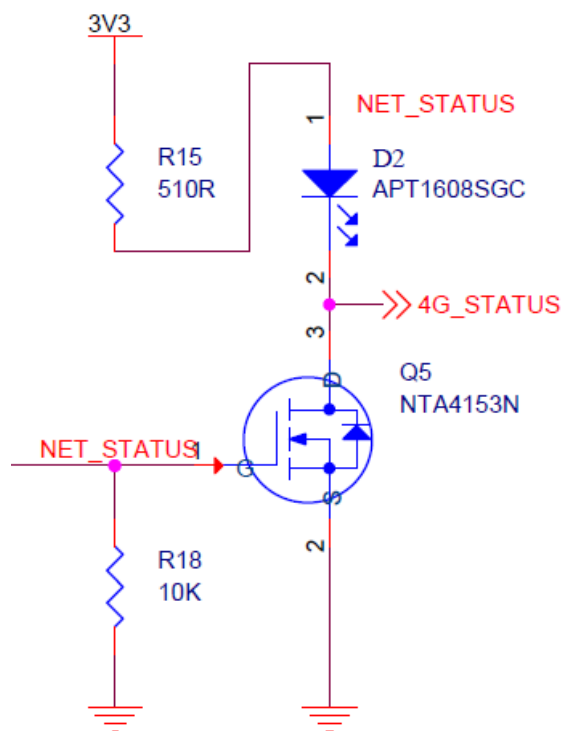 3V3
NET_STATUS
1
R15
510R
D2
APT1608SGC
2
4G_STATUS
3
D
Q5
NTA4153N
NET_STATUS
1
G
S
2
R18
10K